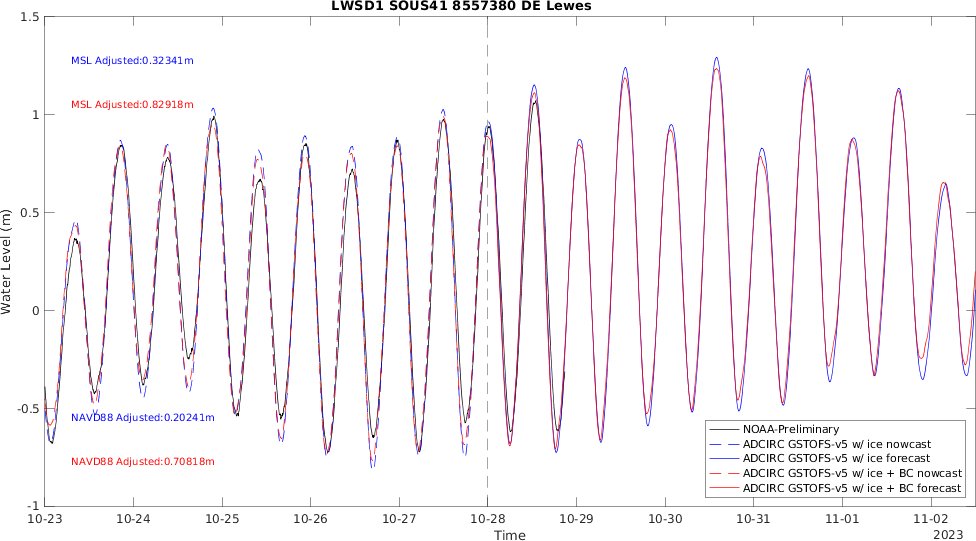 LWSD1 SOUS41 8557380 DE Lewes
1.5
1
0.5
0
-0.5
-1
Water Level (m)
MSL Adjusted:0.32341m
MSL Adjusted:0.82918m
NAVD88 Adjusted:0.20241m
NAVD88 Adjusted:0.70818m
NOAA-Preliminary
ADCIRC GSTOFS-v5 w/ ice nowcast
ADCIRC GSTOFS-v5 w/ ice forecast
ADCIRC GSTOFS-v5 w/ ice + BC nowcast
ADCIRC GSTOFS-v5 w/ ice + BC forecast
10-23 10-24 10-25 10-26 10-27 10-28 10-29 10-30 10-31 11-01 11-02
Time
2023